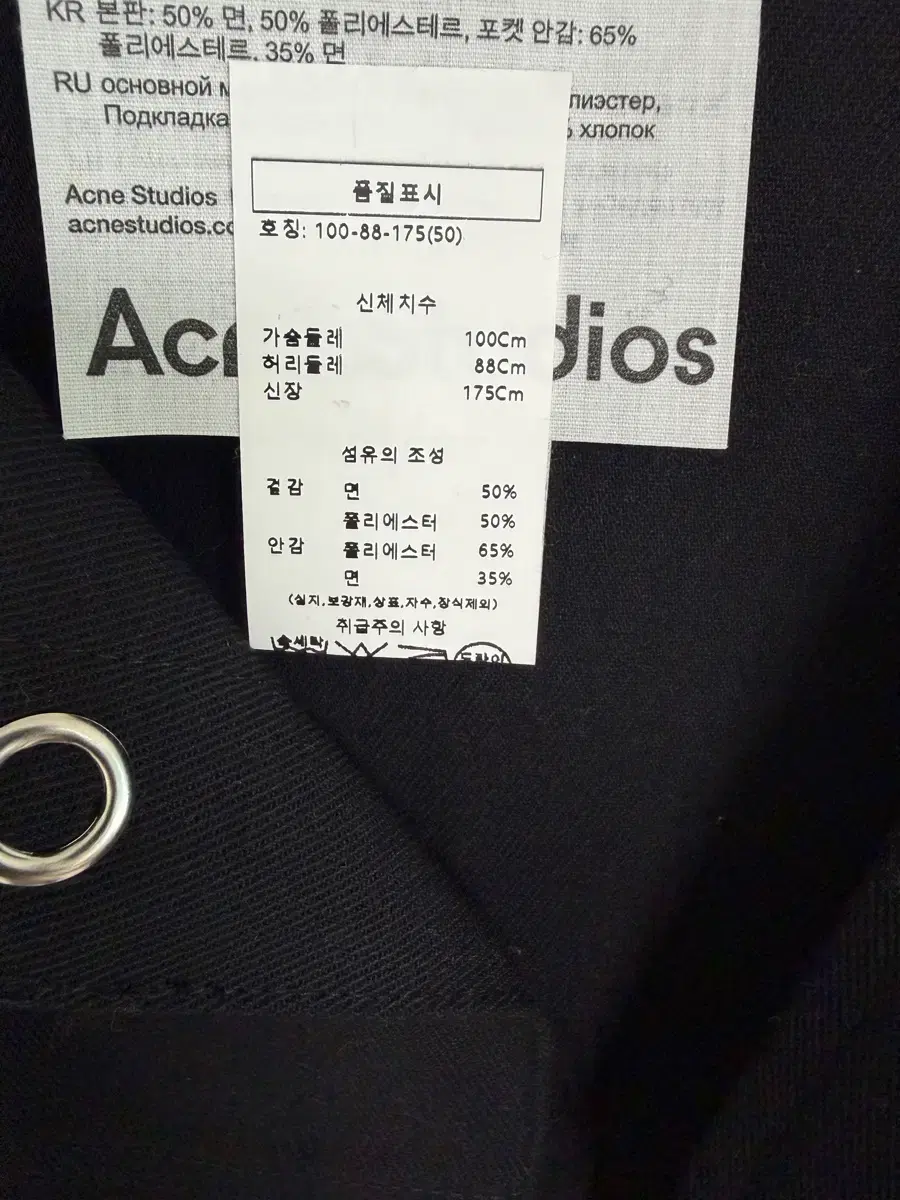 KR 본판: 50% 면, 50% 폴리에스테르, 포켓 안감: 65%
폴리에스테르, 35% 면
RU основной
Подкладка
хлопок
Acne Studios
품질표시
호칭: 100-88-175(50)
신체치수
가슴둘레 100Cm
허리둘레 88Cm
신장 175Cm
섬유의 조성
겉감 면 50%
폴리에스터 50%
안감 폴리에스터 65%
면 35%
(심지,보강재,상표,자수,장식제외)
취급주의 사항
손세탁